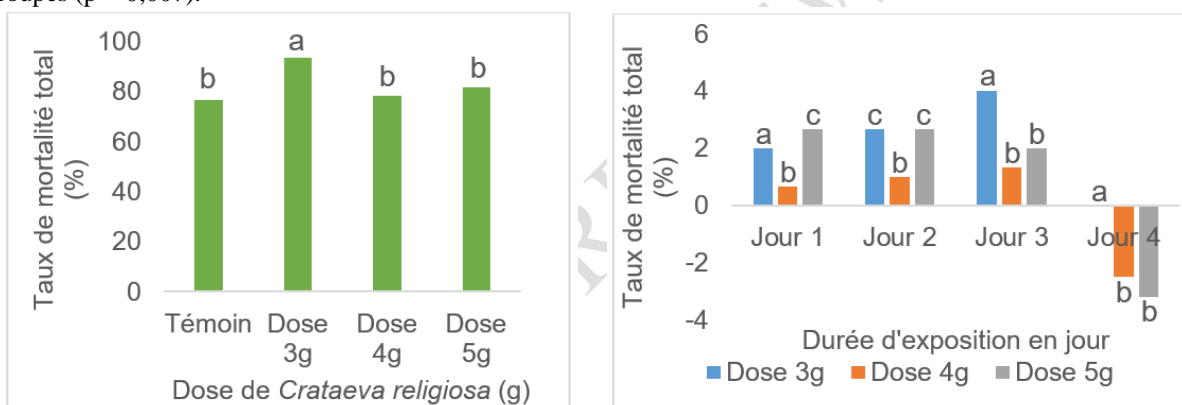 100
80
60
40
20
0
Taux de mortalité total
(%)
b
a
b
b
Témoin Dose Dose Dose
3g 4g 5g
Dose de Crataeva religiosa (g)
6
4
2
0
-2
-4
Taux de mortalité total
(%)
a b c
c b c
a b b
a b b
Jour 1 Jour 2 Jour 3 Jour 4
Durée d'exposition en jour
Dose 3g Dose 4g Dose 5g